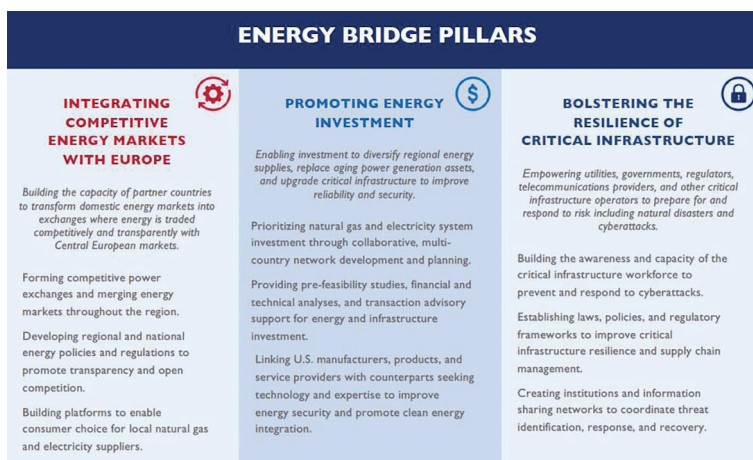 ENERGY BRIDGE PILLARS
INTEGRATING
COMPETITIVE
ENERGY MARKETS
WITH EUROPE
Building the capacity of partner countries
to transform domestic energy markets into
exchanges where energy is traded
competitively and transparently with
Central European markets.
Forming competitive power
exchanges and merging energy
markets throughout the region.
Developing regional and national
energy policies and regulations to
promote transparency and open
competition.
Building platforms to enable
consumer choice for local natural gas
and electricity suppliers.
$
PROMOTING ENERGY
INVESTMENT
Enabling investment to diversify regional energy
supplies, replace aging power generation assets,
and upgrade critical infrastructure to improve
reliability and security.
Prioritizing natural gas and electricity system
investment through collaborative, multi-
country network development and planning.
Providing pre-feasibility studies, financial and
technical analyses, and transaction advisory
support for energy and infrastructure
investment.
Linking U.S. manufacturers, products, and
service providers with counterparts seeking
technology and expertise to improve
energy security and promote clean energy
integration.
BOLSTERING THE
RESILIENCE OF
CRITICAL INFRASTRUCTURE
Empowering utilities, governments, regulators,
telecommunications providers, and other critical
infrastructure operators to prepare for and
respond to risk including natural disasters and
cyberattacks.
Building the awareness and capacity of the
critical infrastructure workforce to
prevent and respond to cyberattacks.
Establishing laws, policies, and regulatory
frameworks to improve critical
infrastructure resilience and supply chain
management.
Creating institutions and information
sharing networks to coordinate threat
identification, response, and recovery.